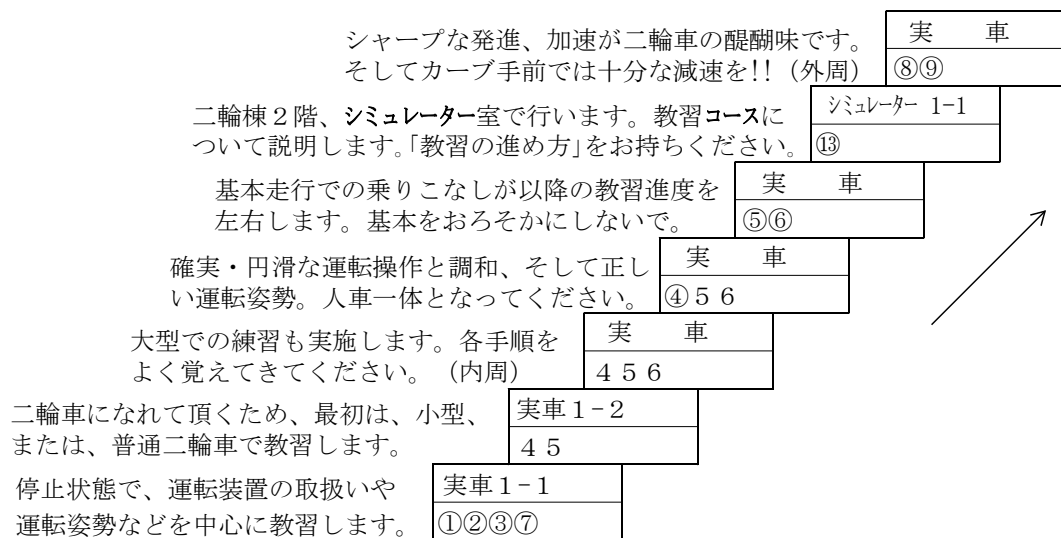 シャープな発進、加速が二輪車の醍醐味です。
そしてカーブ手前では十分な減速を!!（外周）
実　車
⑧⑨
二輪棟２階、シミュレーター室で行います。教習コースに
ついて説明します。「教習の進め方」をお持ちください。
シミュレーター 1-1
⑬
基本走行での乗りこなしが以降の教習進度を
左右します。基本をおろそかにしないで。
実　車
⑤⑥
確実・円滑な運転操作と調和、そして正し
い運転姿勢。人車一体となってください。
実　車
④５６
大型での練習も実施します。各手順を
よく覚えてきてください。（内周）
実　車
４５６
二輪車になれて頂くため、最初は、小型、
または、普通二輪車で教習します。
実車１-２
４５
停止状態で、運転装置の取扱いや
運転姿勢などを中心に教習します。
実車１-１
①②③⑦